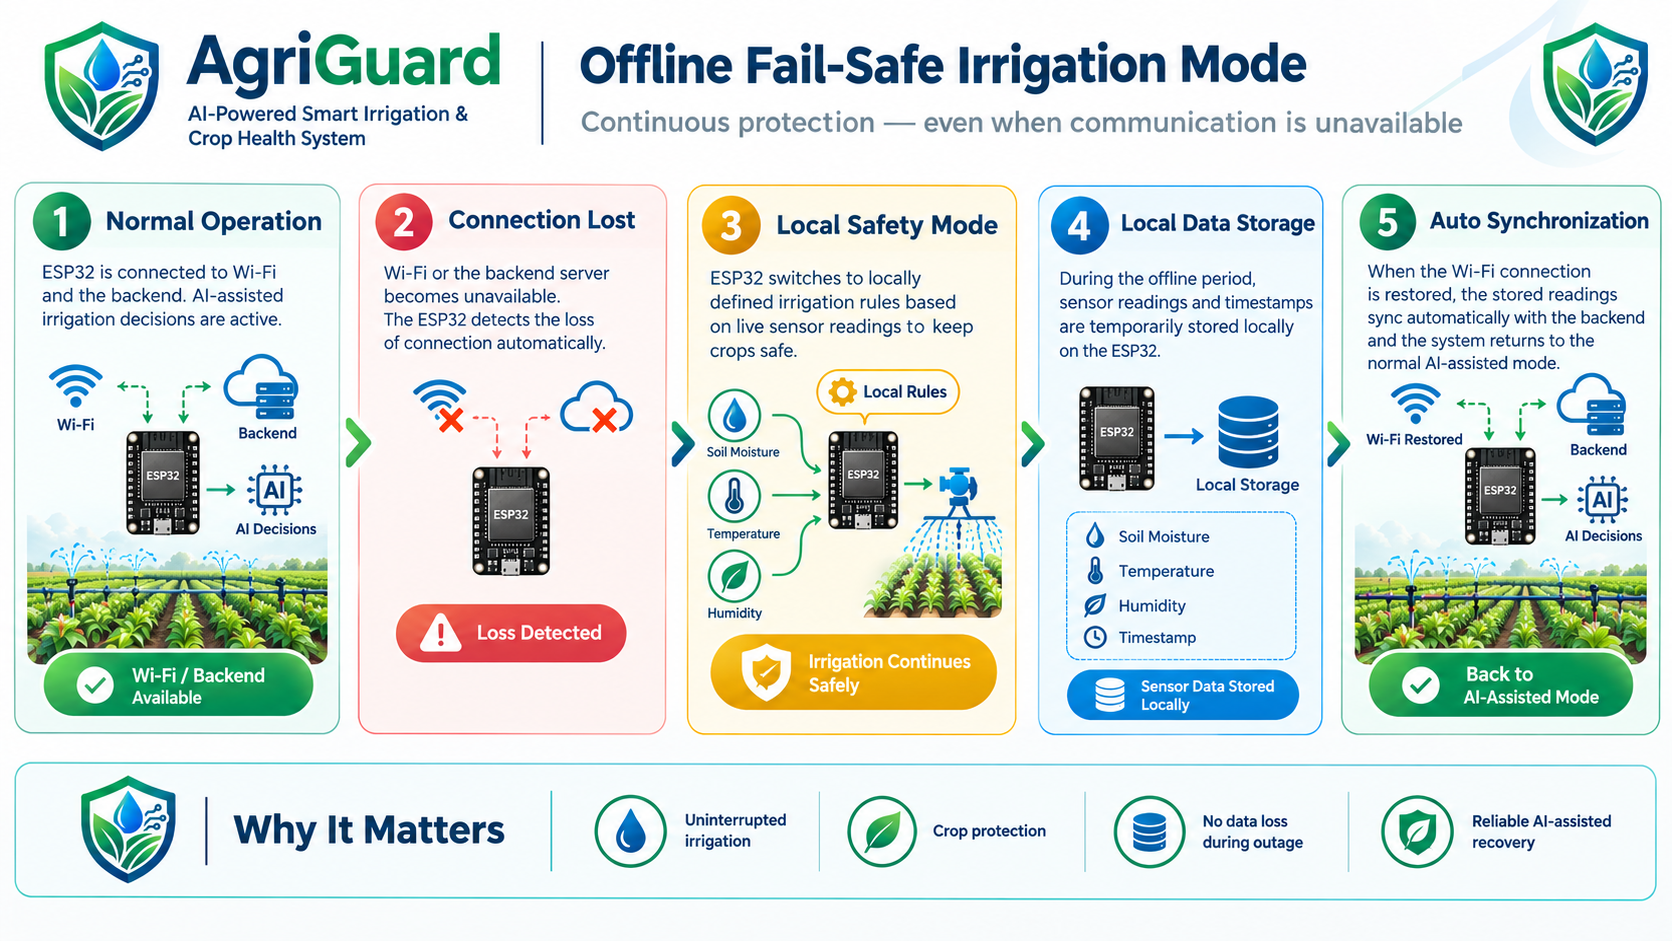 AgriGuard
AI-Powered Smart Irrigation &
Crop Health System
Offline Fail-Safe Irrigation Mode
Continuous protection — even when communication is unavailable
1 Normal Operation
ESP32 is connected to Wi-Fi
and the backend. AI-assisted
irrigation decisions are active.
Wi-Fi
Backend
ESP32
AI
AI Decisions
Wi-Fi / Backend
Available
2 Connection Lost
Wi-Fi or the backend server
becomes unavailable.
The ESP32 detects the loss
of connection automatically.
ESP32
Loss Detected
3 Local Safety Mode
ESP32 switches to locally
defined irrigation rules based
on live sensor readings to keep
crops safe.
Local Rules
Soil Moisture
ESP32
Temperature
Humidity
Irrigation Continues
Safely
4 Local Data Storage
During the offline period,
sensor readings and timestamps
are temporarily stored locally
on the ESP32.
ESP32
Local Storage
Soil Moisture
Temperature
Humidity
Timestamp
Sensor Data Stored
Locally
5 Auto Synchronization
When the Wi-Fi connection
is restored, the stored readings
sync automatically with the backend
and the system returns to the
normal AI-assisted mode.
Wi-Fi Restored
Backend
ESP32
AI
AI Decisions
Back to
AI-Assisted Mode
Why It Matters
Uninterrupted
irrigation
Crop protection
No data loss
during outage
Reliable AI-assisted
recovery